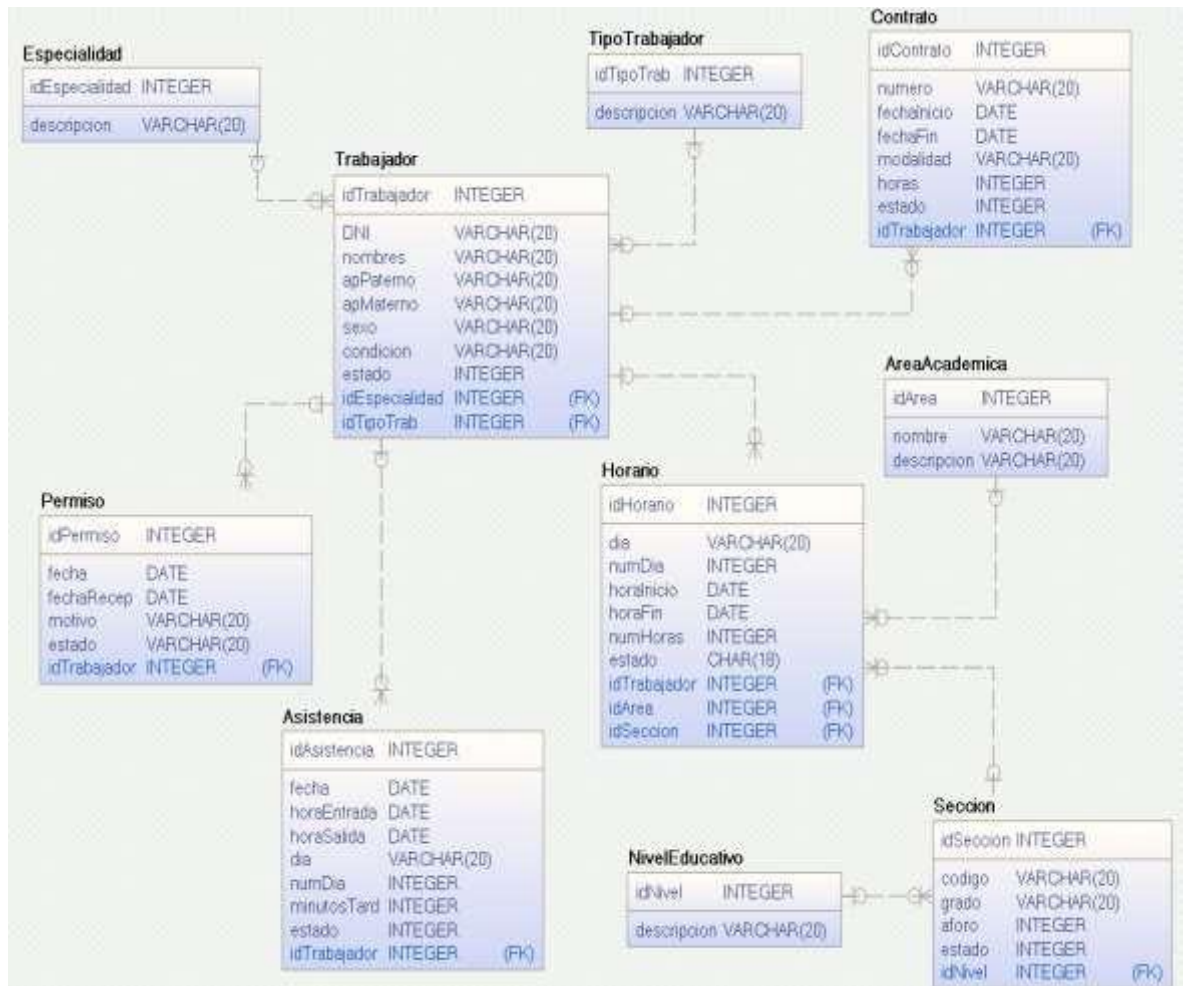 Especialidad
idEspecialidad INTEGER
descripcion VARCHAR(20)
TipoTrabajador
idTipoTrab INTEGER
descripcion VARCHAR(20)
Contrato
idContrato INTEGER
numero VARCHAR(20)
fechaInicio DATE
fechaFin DATE
modalidad VARCHAR(20)
horas INTEGER
estado INTEGER
idTrabajador INTEGER (FK)
Trabajador
idTrabajador INTEGER
DNI VARCHAR(20)
nombres VARCHAR(20)
apPaterno VARCHAR(20)
apMaterno VARCHAR(20)
sexo VARCHAR(20)
condicion VARCHAR(20)
estado INTEGER
idEspecialidad INTEGER (FK)
idTipoTrab INTEGER (FK)
AreaAcademica
idArea INTEGER
nombre VARCHAR(20)
descripcion VARCHAR(20)
Permiso
idPermiso INTEGER
fecha DATE
fechaRecep DATE
motivo VARCHAR(20)
estado VARCHAR(20)
idTrabajador INTEGER (FK)
Horario
idHorario INTEGER
dia VARCHAR(20)
numDia INTEGER
horaInicio DATE
horaFin DATE
numHoras INTEGER
estado CHAR(18)
idTrabajador INTEGER (FK)
idArea INTEGER (FK)
idSeccion INTEGER (FK)
Asistencia
idAsistencia INTEGER
fecha DATE
horaEntrada DATE
horaSalida DATE
dia VARCHAR(20)
numDia INTEGER
minutosTard INTEGER
estado INTEGER
idTrabajador INTEGER (FK)
NivelEducativo
idNivel INTEGER
descripcion VARCHAR(20)
Seccion
idSeccion INTEGER
codigo VARCHAR(20)
grado VARCHAR(20)
aforo INTEGER
estado INTEGER
idNivel INTEGER (FK)